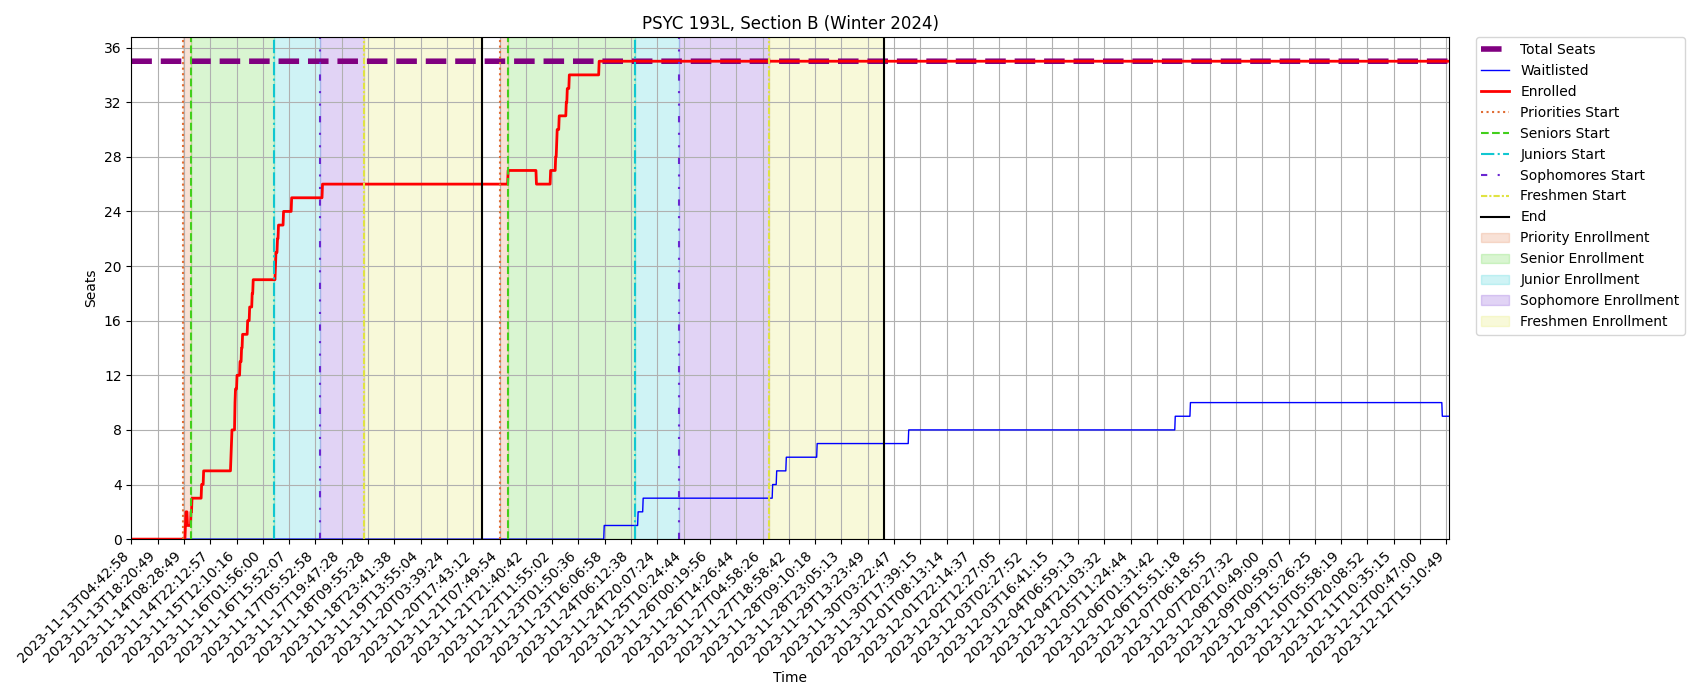 PSYC 193L, Section B (Winter 2024)
Seats
36
32
28
24
20
16
12
8
4
0
2023-11-13T04:42:58
2023-11-13T18:20:49
2023-11-14T08:28:49
2023-11-14T22:12:57
2023-11-15T12:10:16
2023-11-16T01:56:00
2023-11-16T15:52:07
2023-11-17T05:52:58
2023-11-17T19:47:28
2023-11-18T09:55:28
2023-11-18T23:41:38
2023-11-19T13:55:04
2023-11-20T03:39:24
2023-11-20T17:43:12
2023-11-21T07:49:54
2023-11-21T21:40:42
2023-11-22T11:55:02
2023-11-23T01:50:36
2023-11-23T16:06:58
2023-11-24T06:12:38
2023-11-24T20:07:24
2023-11-25T10:24:44
2023-11-26T00:19:56
2023-11-26T14:26:44
2023-11-27T04:58:26
2023-11-27T18:58:42
2023-11-28T09:10:18
2023-11-28T23:05:13
2023-11-29T13:23:49
2023-11-30T03:22:47
2023-11-30T17:39:15
2023-12-01T08:13:14
2023-12-01T22:14:37
2023-12-02T12:27:05
2023-12-03T03:27:52
2023-12-03T16:41:15
2023-12-04T06:59:13
2023-12-04T21:03:32
2023-12-05T11:24:44
2023-12-06T01:31:42
2023-12-06T15:51:18
2023-12-07T06:18:55
2023-12-07T20:27:32
2023-12-08T10:49:00
2023-12-09T00:59:07
2023-12-09T15:26:25
2023-12-10T05:58:19
2023-12-10T20:08:52
2023-12-11T10:35:15
2023-12-12T00:47:00
2023-12-12T15:10:49
Time
Total Seats
Waitlisted
Enrolled
Priorities Start
Seniors Start
Juniors Start
Sophomores Start
Freshmen Start
End
Priority Enrollment
Senior Enrollment
Junior Enrollment
Sophomore Enrollment
Freshmen Enrollment